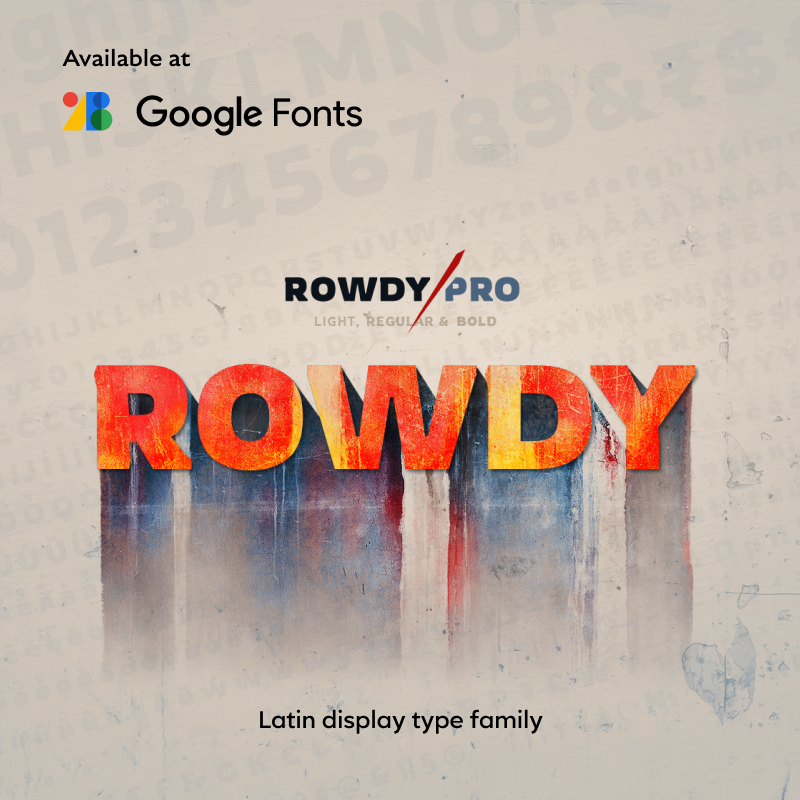 Available at
Google Fonts
ROWDY/PRO
LIGHT, REGULAR & BOLD
ROWDY
Latin display type family